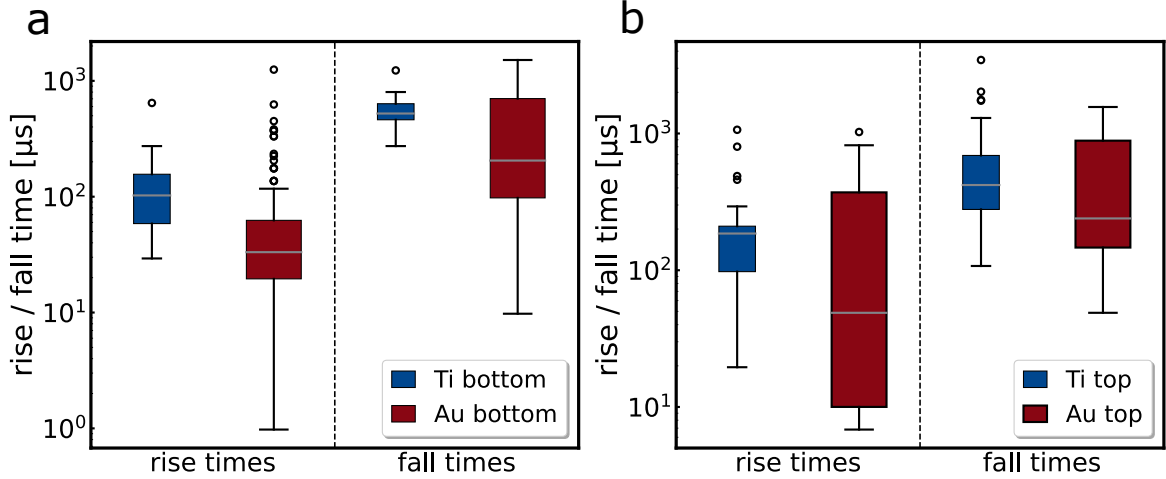 a
rise / fall time [µs]
10³
10²
10¹
10⁰
Ti bottom
Au bottom
rise times
fall times
b
rise / fall time [µs]
10³
10²
10¹
Ti top
Au top
rise times
fall times